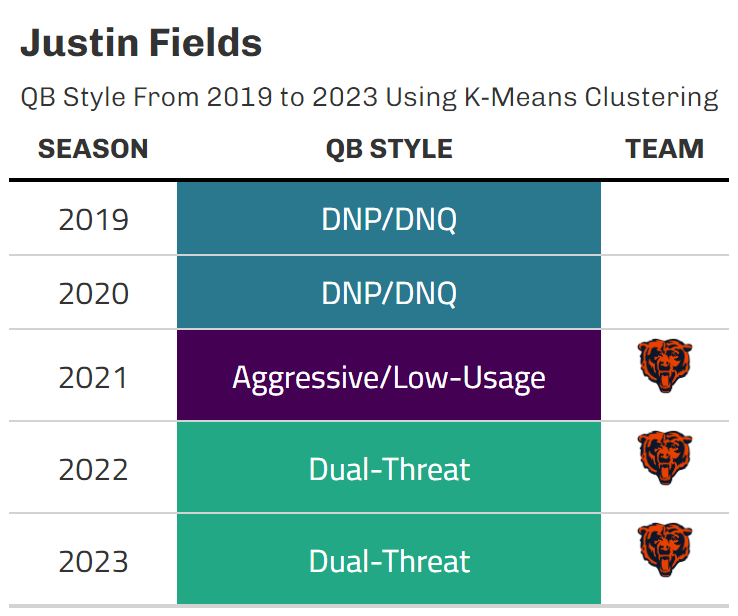 Justin Fields
QB Style From 2019 to 2023 Using K-Means Clustering
SEASON QB STYLE TEAM
2019 DNP/DNQ
2020 DNP/DNQ
2021 Aggressive/Low-Usage
2022 Dual-Threat
2023 Dual-Threat